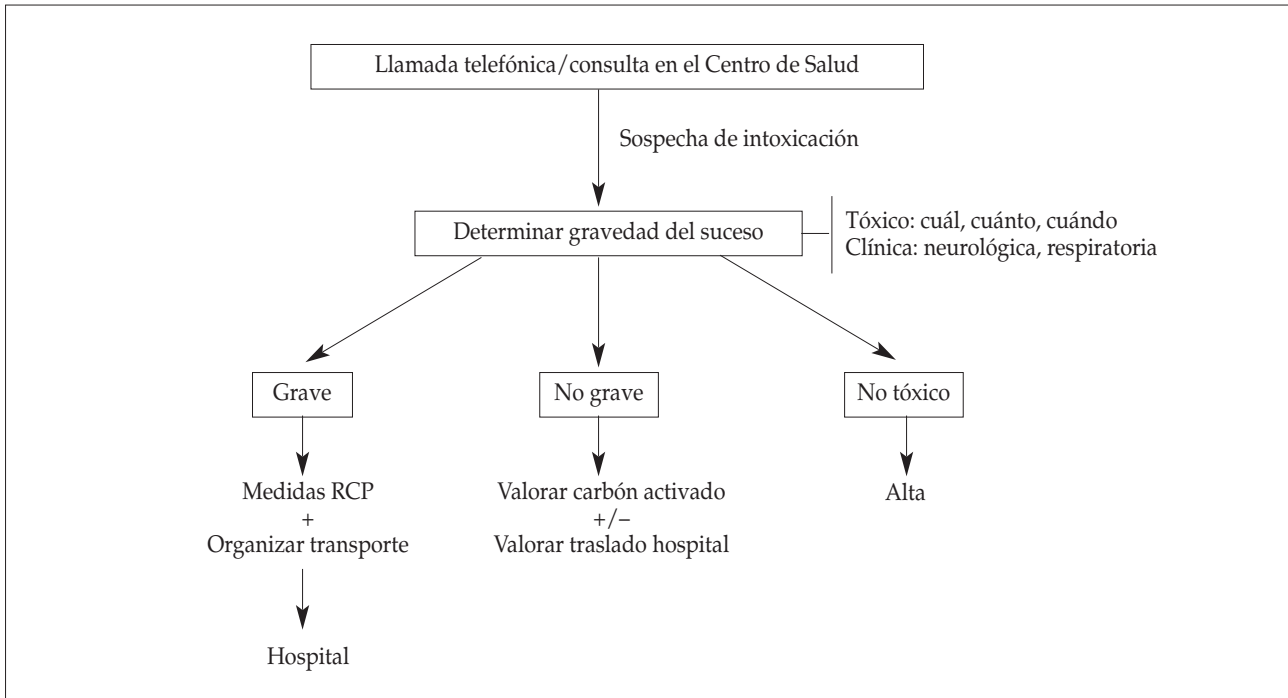 Llamada telefónica/consulta en el Centro de Salud
Sospecha de intoxicación
Determinar gravedad del suceso
Tóxico: cuál, cuánto, cuándo
Clínica: neurológica, respiratoria
Grave
No grave
No tóxico
Medidas RCP
+
Organizar transporte
Valorar carbón activado
+/−
Valorar traslado hospital
Alta
Hospital